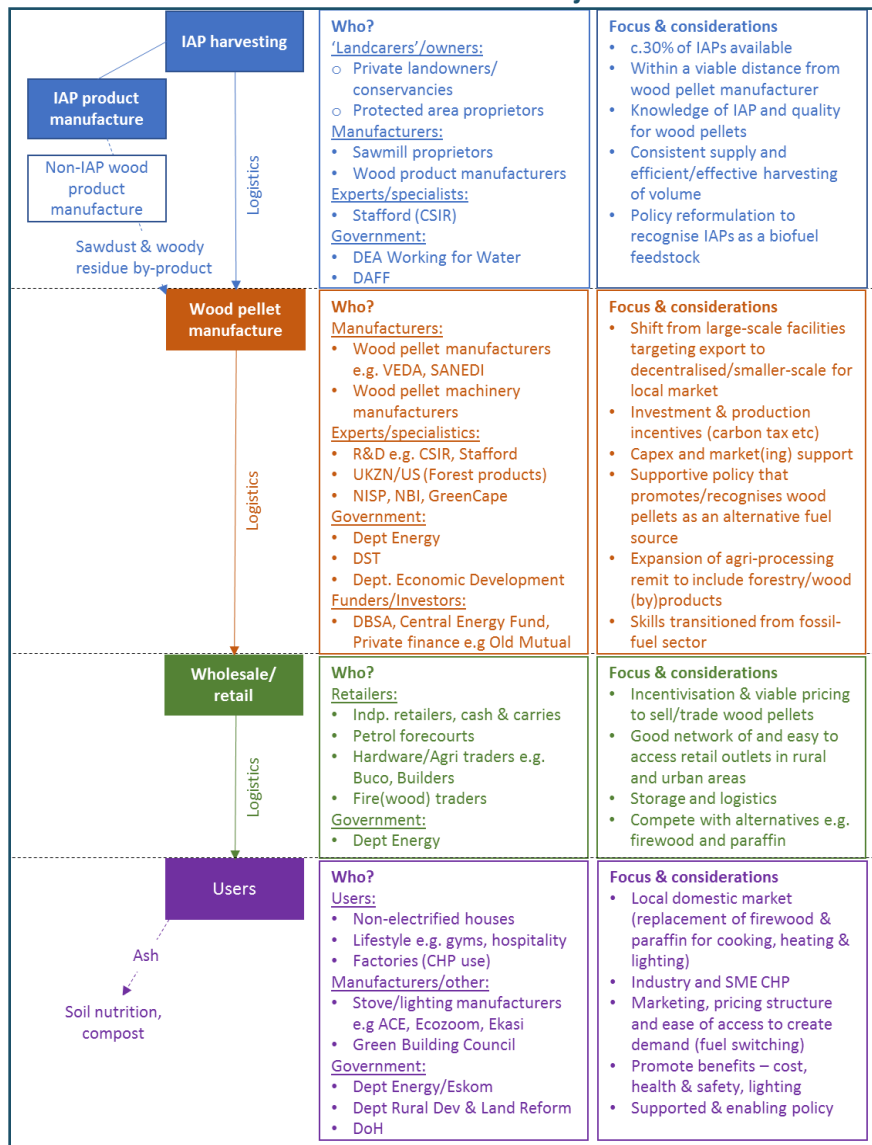 IAP harvesting
IAP product
manufacture
Non-IAP wood
product
manufacture
Sawdust & woody
residue by-product
Logistics
Who?
'Landcarers'/owners:
o Private landowners/
conservancies
o Protected area proprietors
Manufacturers:
• Sawmill proprietors
• Wood product manufacturers
Experts/specialists:
• Stafford (CSIR)
Government:
• DEA Working for Water
• DAFF
Focus & considerations
• c.30% of IAPs available
• Within a viable distance from
wood pellet manufacturer
• Knowledge of IAP and quality
for wood pellets
• Consistent supply and
efficient/effective harvesting
of volume
• Policy reformulation to
recognise IAPs as a biofuel
feedstock
Wood pellet
manufacture
Logistics
Who?
Manufacturers:
• Wood pellet manufacturers
e.g. VEDA, SANEDI
• Wood pellet machinery
manufacturers
Experts/specialistics:
• R&D e.g. CSIR, Stafford
• UKZN/US (Forest products)
• NISP, NBI, GreenCape
Government:
• Dept Energy
• DST
• Dept. Economic Development
Funders/Investors:
• DBSA, Central Energy Fund,
Private finance e.g Old Mutual
Focus & considerations
• Shift from large-scale facilities
targeting export to
decentralised/smaller-scale for
local market
• Investment & production
incentives (carbon tax etc)
• Capex and market(ing) support
• Supportive policy that
promotes/recognises wood
pellets as an alternative fuel
source
• Expansion of agri-processing
remit to include forestry/wood
(by)products
• Skills transitioned from fossil-
fuel sector
Wholesale/
retail
Logistics
Who?
Retailers:
• Indp. retailers, cash & carries
• Petrol forecourts
• Hardware/Agri traders e.g.
Buco, Builders
• Fire(wood) traders
Government:
• Dept Energy
Focus & considerations
• Incentivisation & viable pricing
to sell/trade wood pellets
• Good network of and easy to
access retail outlets in rural
and urban areas
• Storage and logistics
• Compete with alternatives e.g.
firewood and paraffin
Users
Ash
Soil nutrition,
compost
Who?
Users:
• Non-electrified houses
• Lifestyle e.g. gyms, hospitality
• Factories (CHP use)
Manufacturers/other:
• Stove/lighting manufacturers
e.g ACE, Ecozoom, Ekasi
• Green Building Council
Government:
• Dept Energy/Eskom
• Dept Rural Dev & Land Reform
• DoH
Focus & considerations
• Local domestic market
(replacement of firewood &
paraffin for cooking, heating &
lighting)
• Industry and SME CHP
• Marketing, pricing structure
and ease of access to create
demand (fuel switching)
• Promote benefits – cost,
health & safety, lighting
• Supported & enabling policy